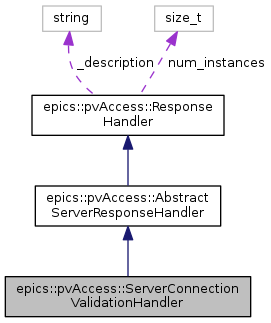 string
size_t
_description
num_instances
epics::pvAccess::Response
Handler
epics::pvAccess::Abstract
ServerResponseHandler
epics::pvAccess::ServerConnection
ValidationHandler